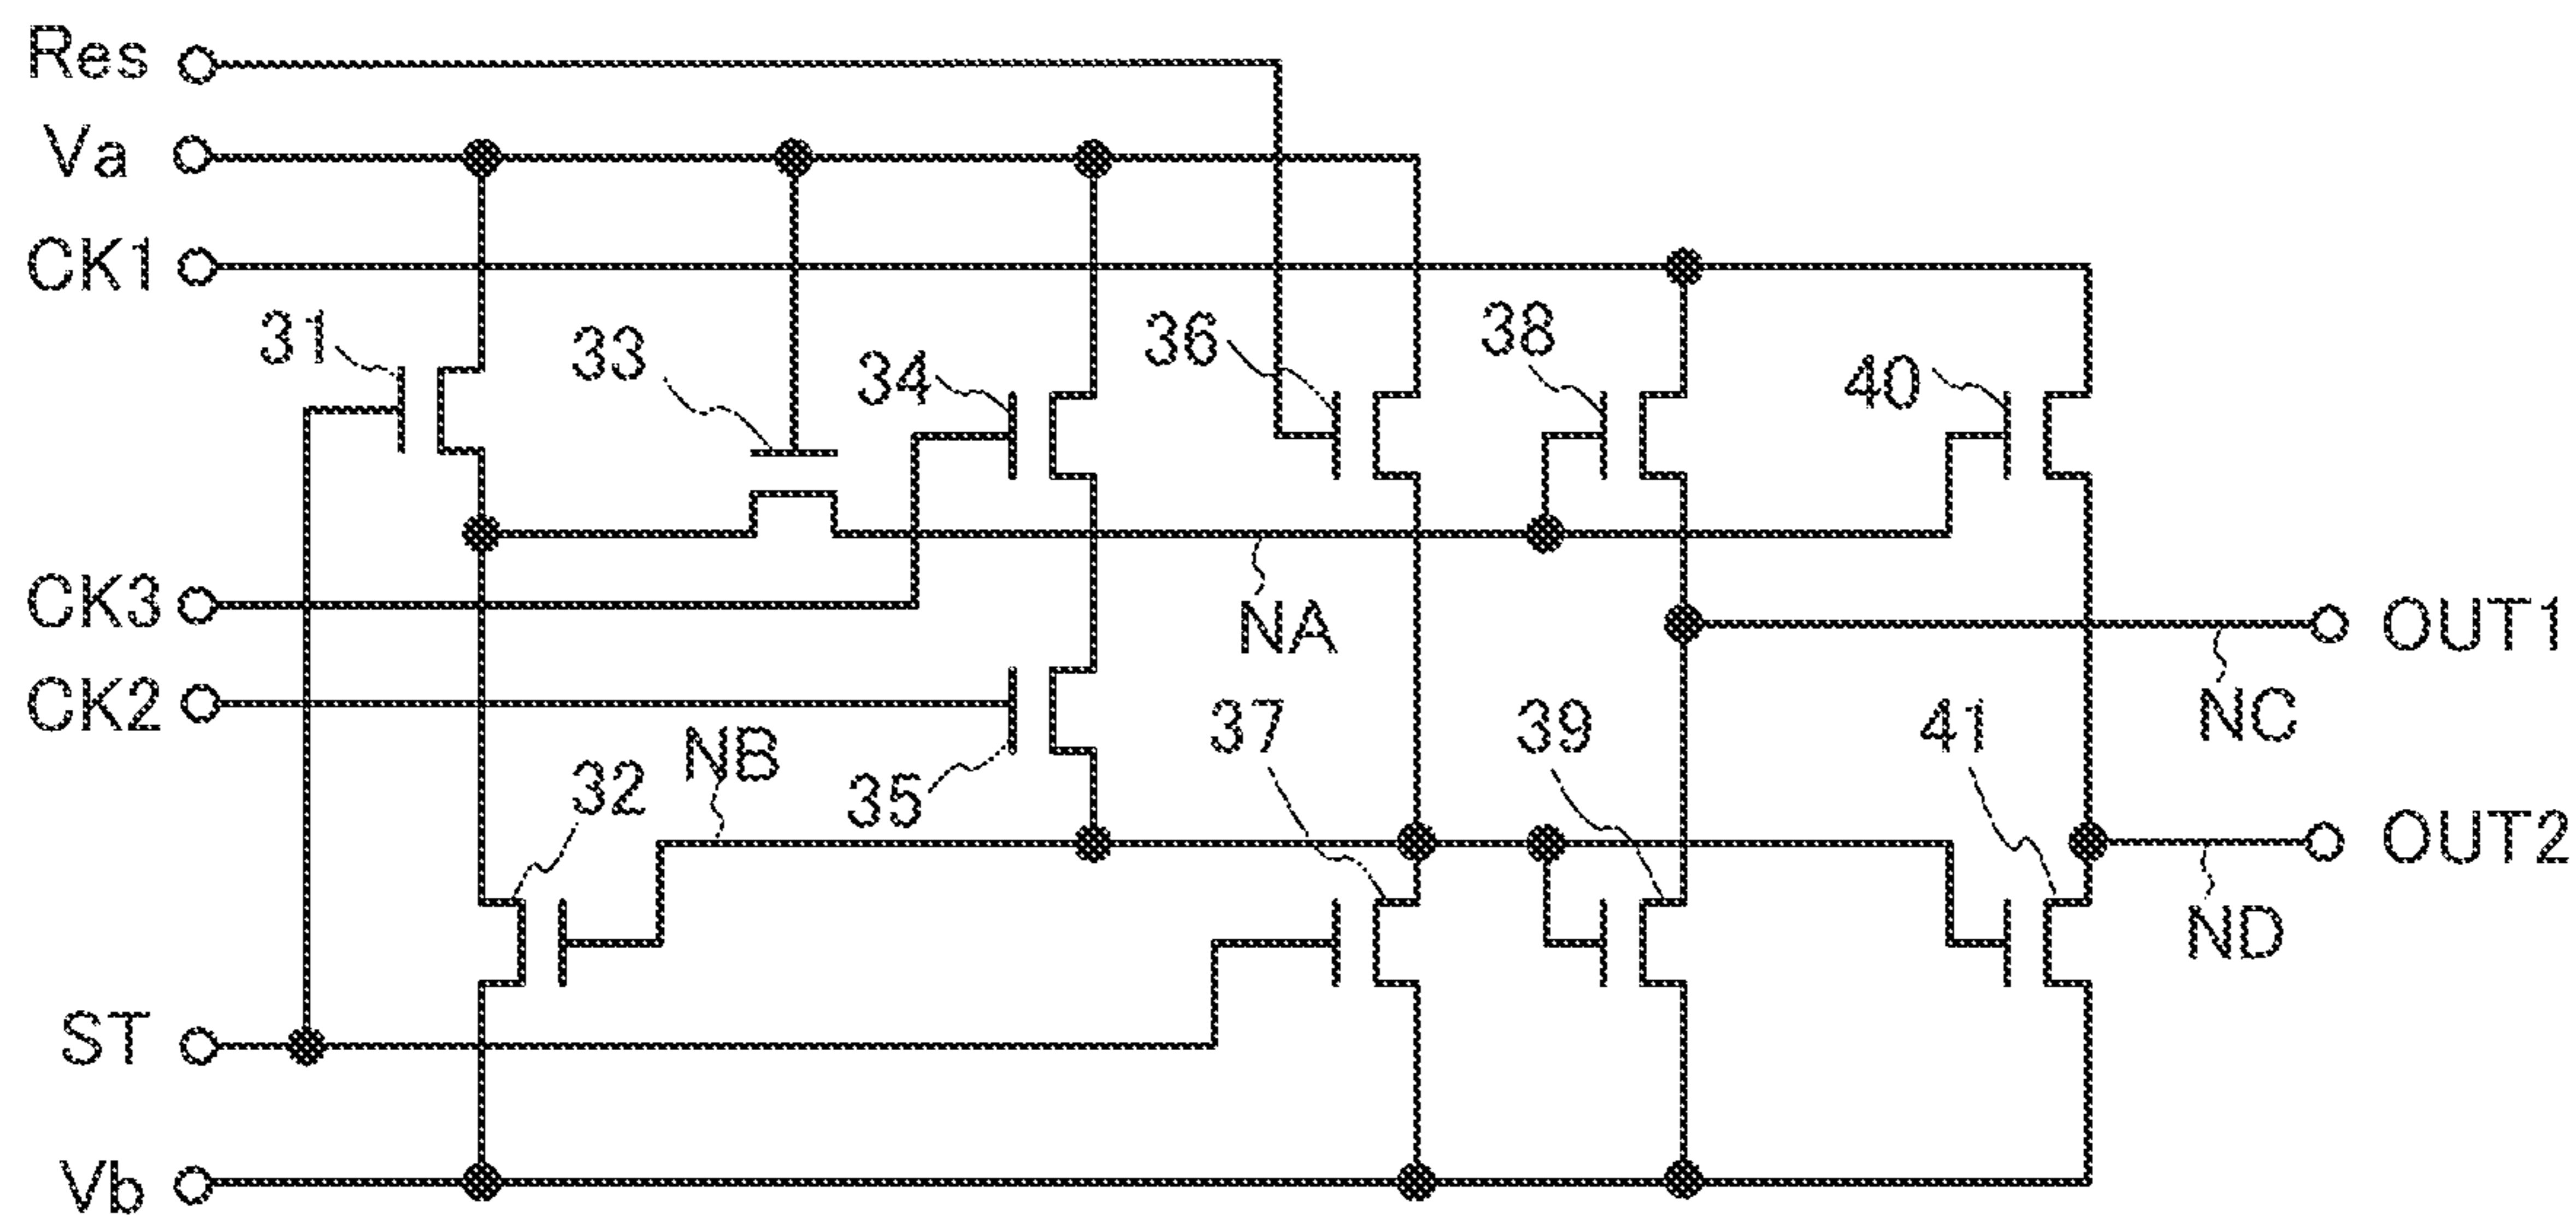 Res
Va
CK1
31
33
34
36
38
40
CK3
NA
OUT1
CK2
NB
35
37
39
41
NC
32
OUT2
ND
ST
Vb